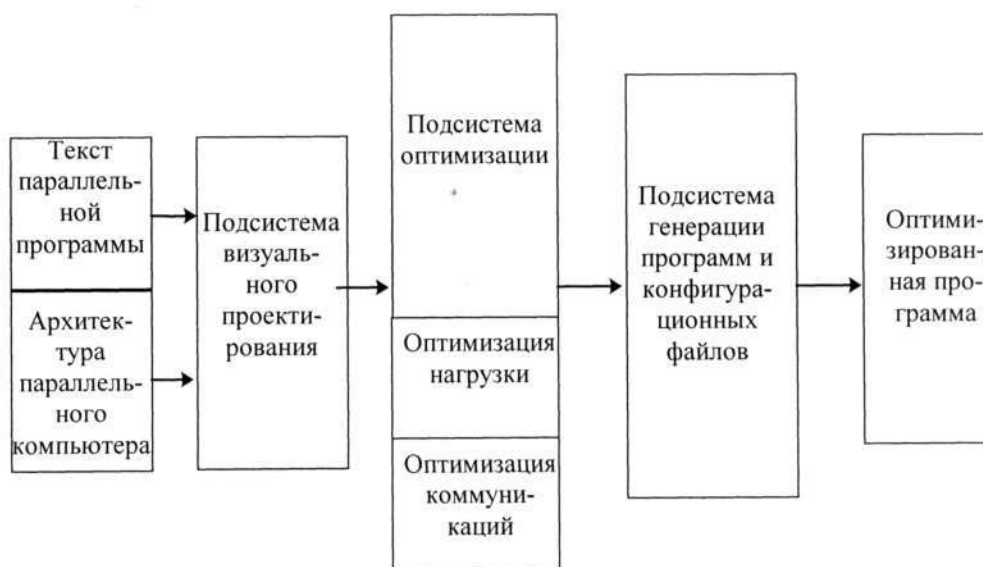 Текст
параллель-
ной
программы
Архитек-
тура
параллель-
ного
компьютера
Подсистема
визуаль-
ного
проекти-
рования
Подсистема
оптимизации
Оптимизация
нагрузки
Оптимизация
коммуни-
каций
Подсистема
генерации
программ и
конфигура-
ционных
файлов
Оптими-
зирован-
ная про-
грамма